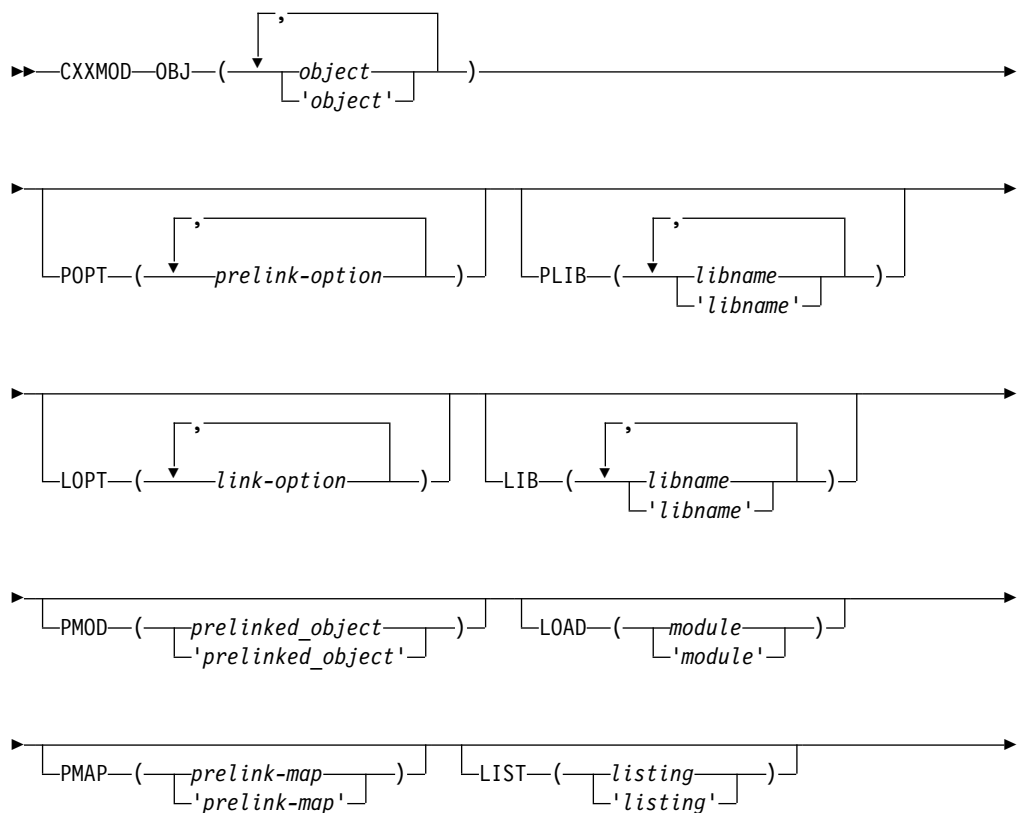 ,
CXXMOD OBJ ( object )
'object'
, ,
POPT ( prelink-option ) PLIB ( libname )
'libname'
, ,
LOPT ( link-option ) LIB ( libname )
'libname'
PMOD ( prelinked_object ) LOAD ( module )
'prelinked_object' 'module'
PMAP ( prelink-map ) LIST ( listing )
'prelink-map' 'listing'